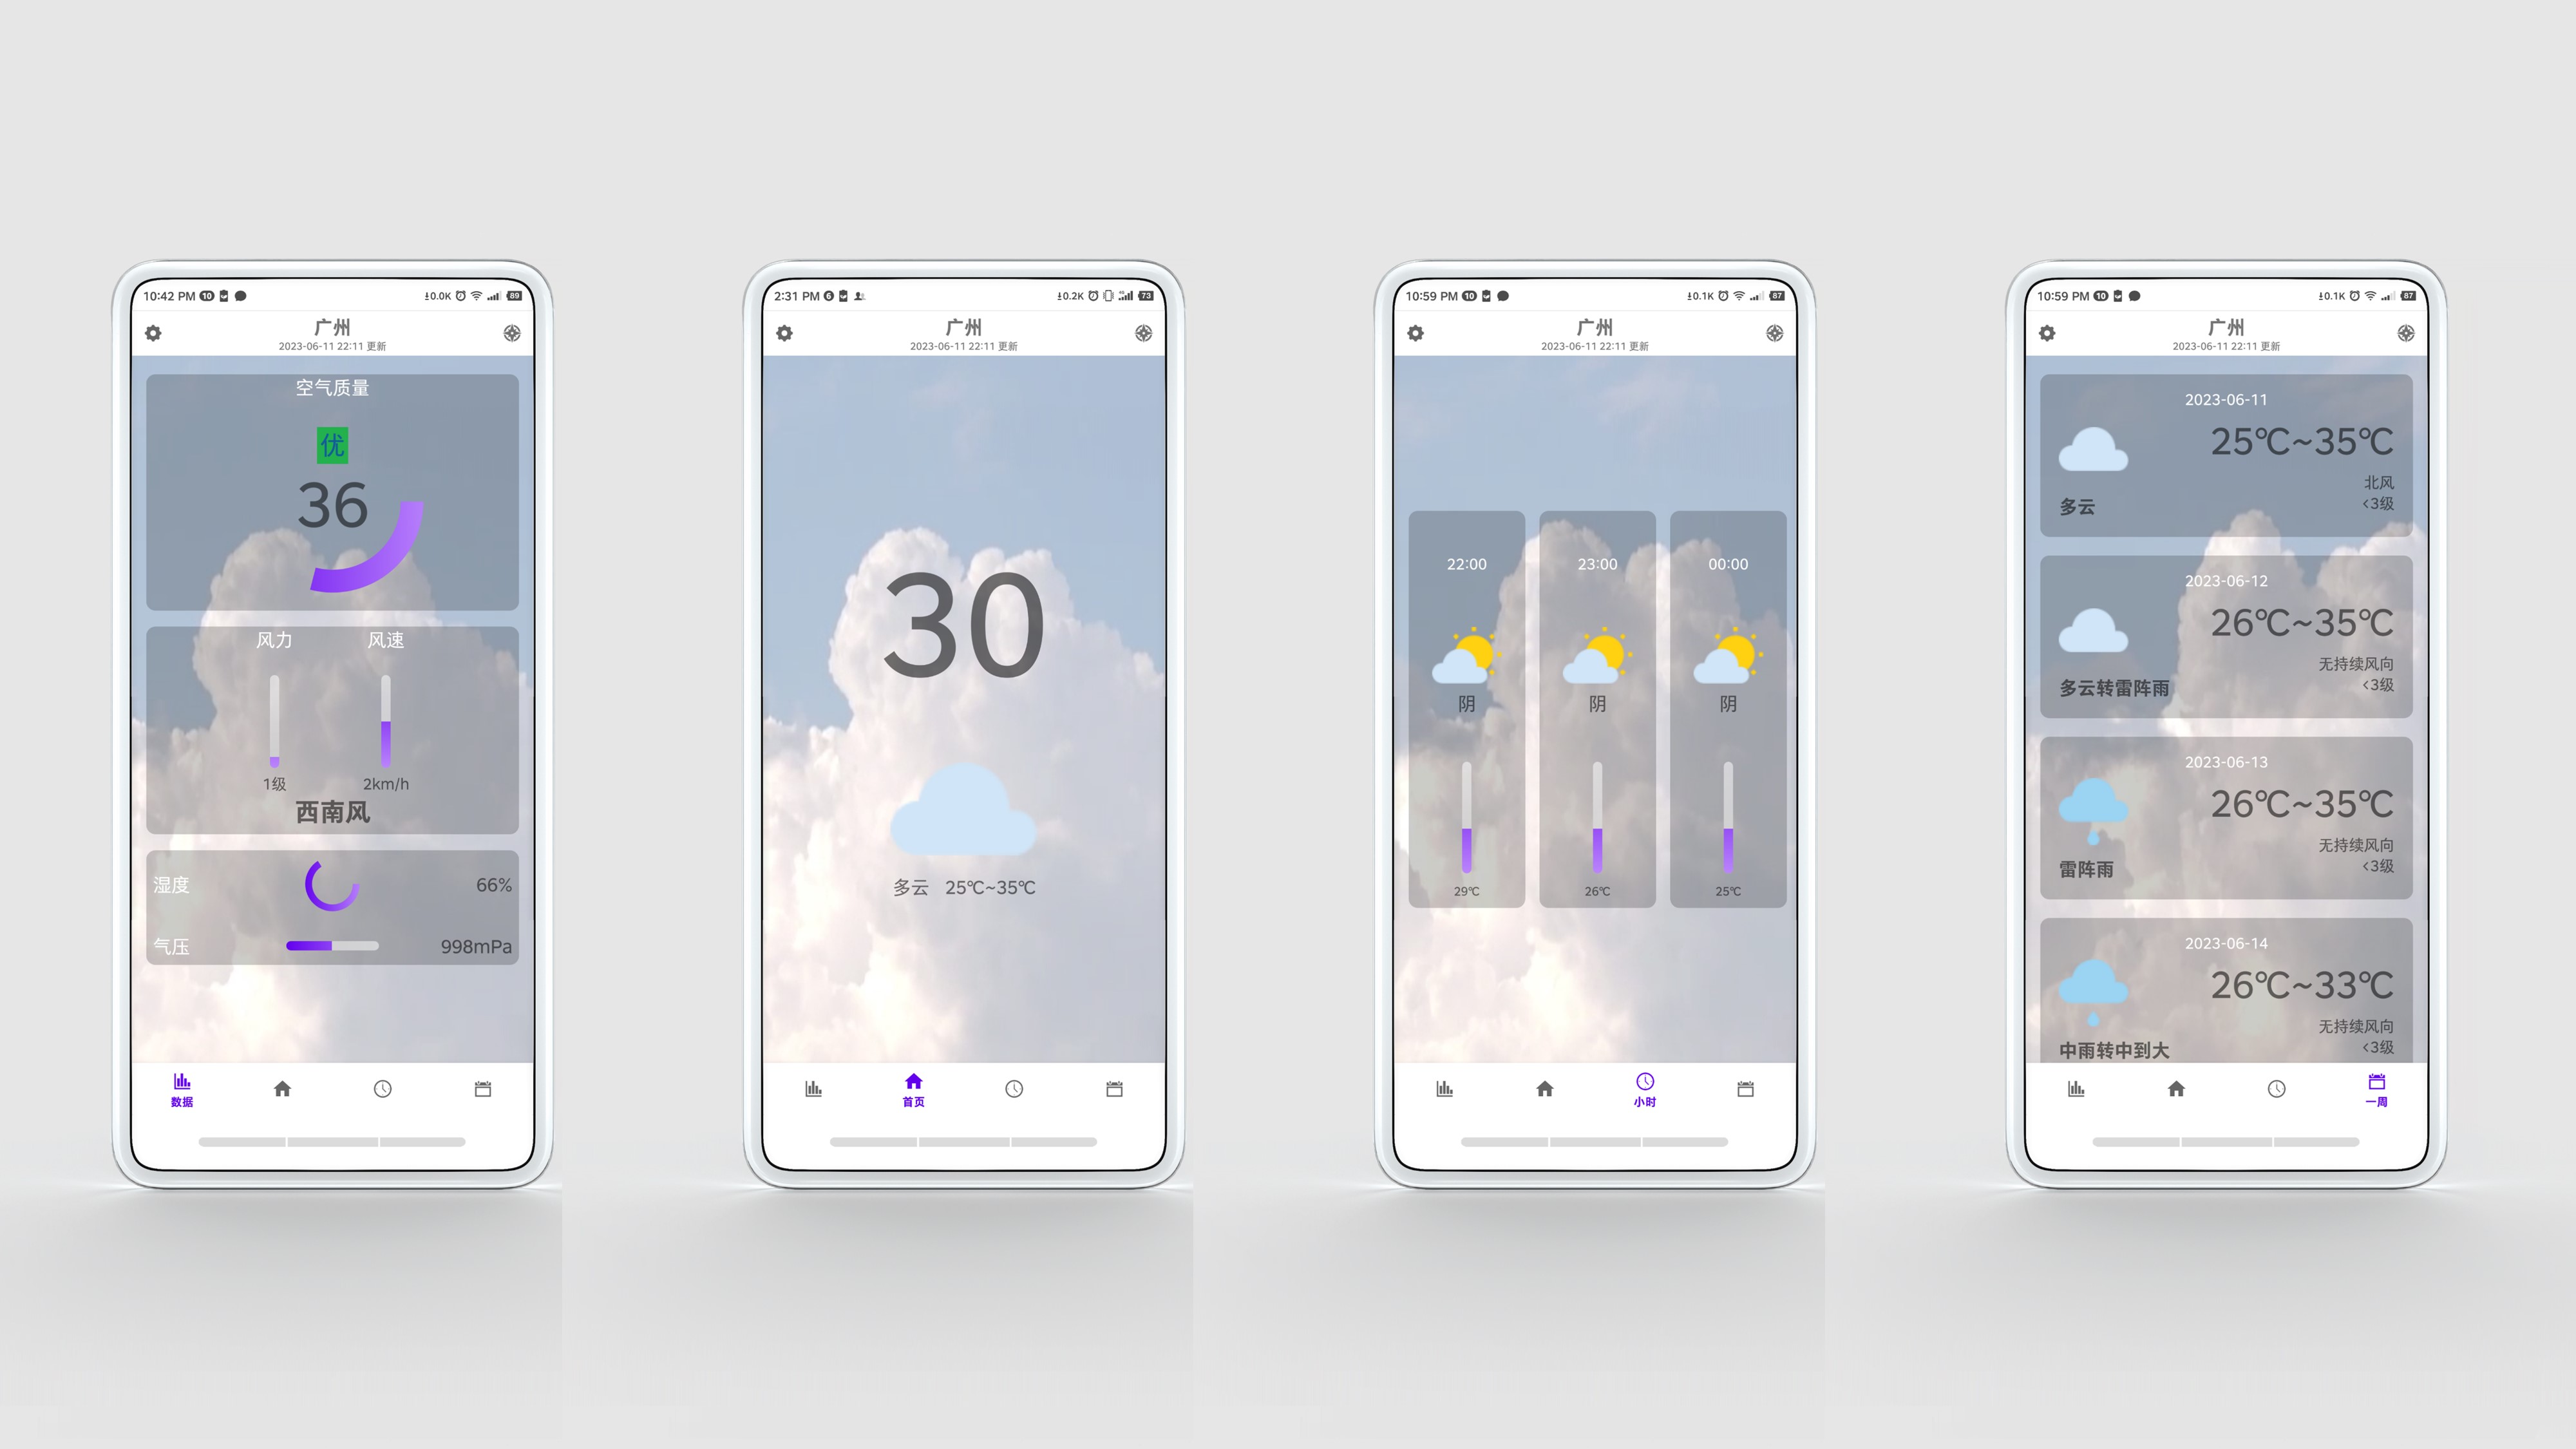 10:42 PM 10
0.0K 89
广州
2023-06-11 22:11 更新
空气质量
优
36
风力 风速
1级 2km/h
西南风
湿度 66%
气压 998mPa
数据
2:31 PM 6
0.2K 73
广州
2023-06-11 22:11 更新
30
多云 25℃~35℃
首页
10:59 PM 10
0.1K 87
广州
2023-06-11 22:11 更新
22:00 23:00 00:00
阴 阴 阴
29℃ 26℃ 25℃
小时
10:59 PM 10
0.1K 87
广州
2023-06-11 22:11 更新
2023-06-11
25℃~35℃
北风
多云
<3级
2023-06-12
26℃~35℃
无持续风向
多云转雷阵雨
<3级
2023-06-13
26℃~35℃
无持续风向
雷阵雨
<3级
2023-06-14
26℃~33℃
无持续风向
中雨转中到大
<3级
一周